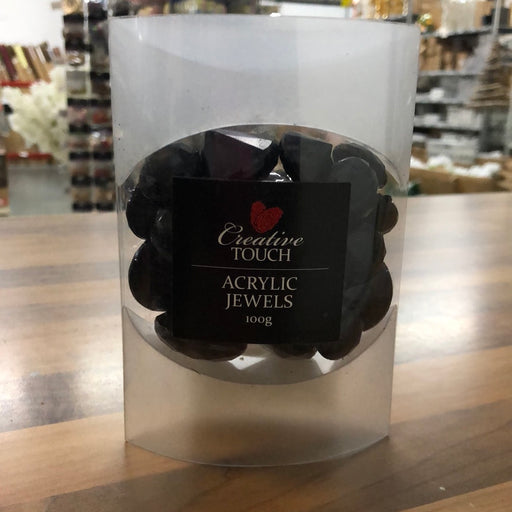 Creative
TOUCH
ACRYLIC
JEWELS
100g